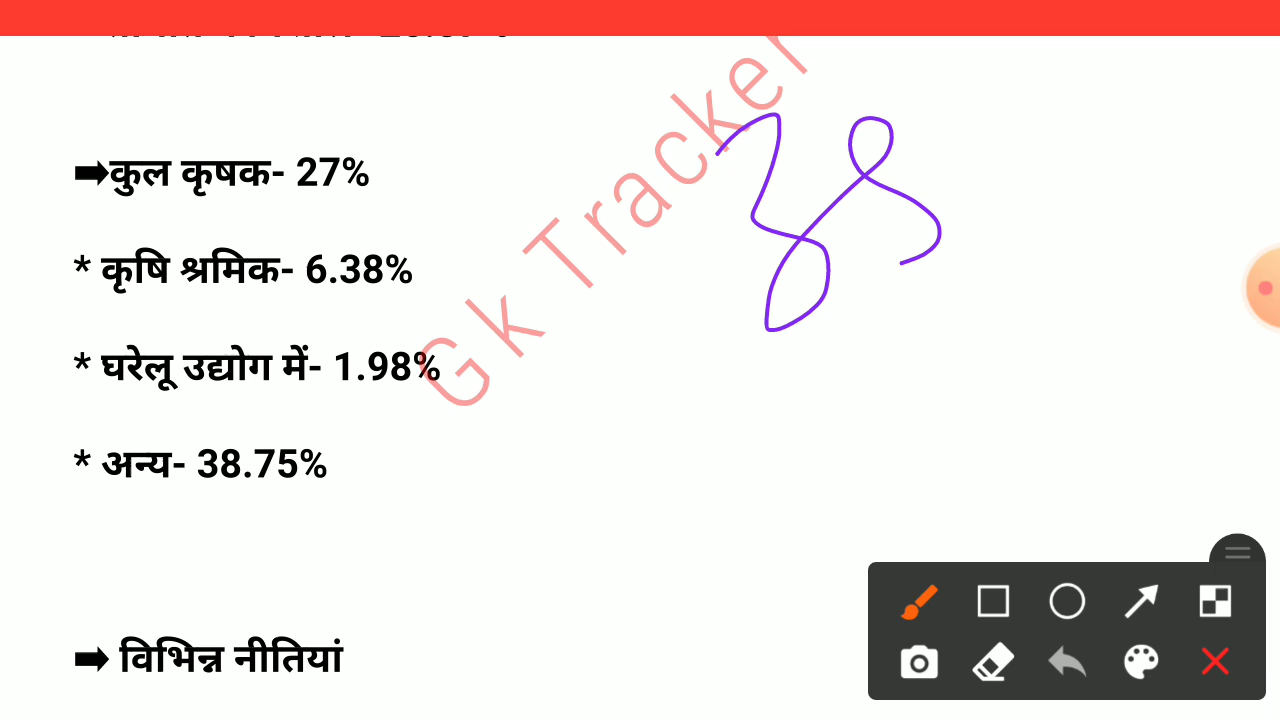 ➡कुल कृषक- 27%
* कृषि श्रमिक- 6.38%
* घरेलू उद्योग में- 1.98%
* अन्य- 38.75%
➡ विभिन्न नीतियां
Gk Tracker